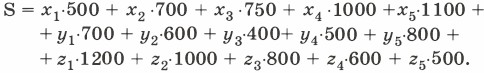 S = x₁·500 + x₂·700 + x₃·750 + x₄·1000 +x₅·1100 +
+ y₁·700 + y₂·600 + y₃·400+ y₄·500 + y₅·800 +
+ z₁·1200 + z₂·1000 + z₃·800 + z₄·600 + z₅·500.